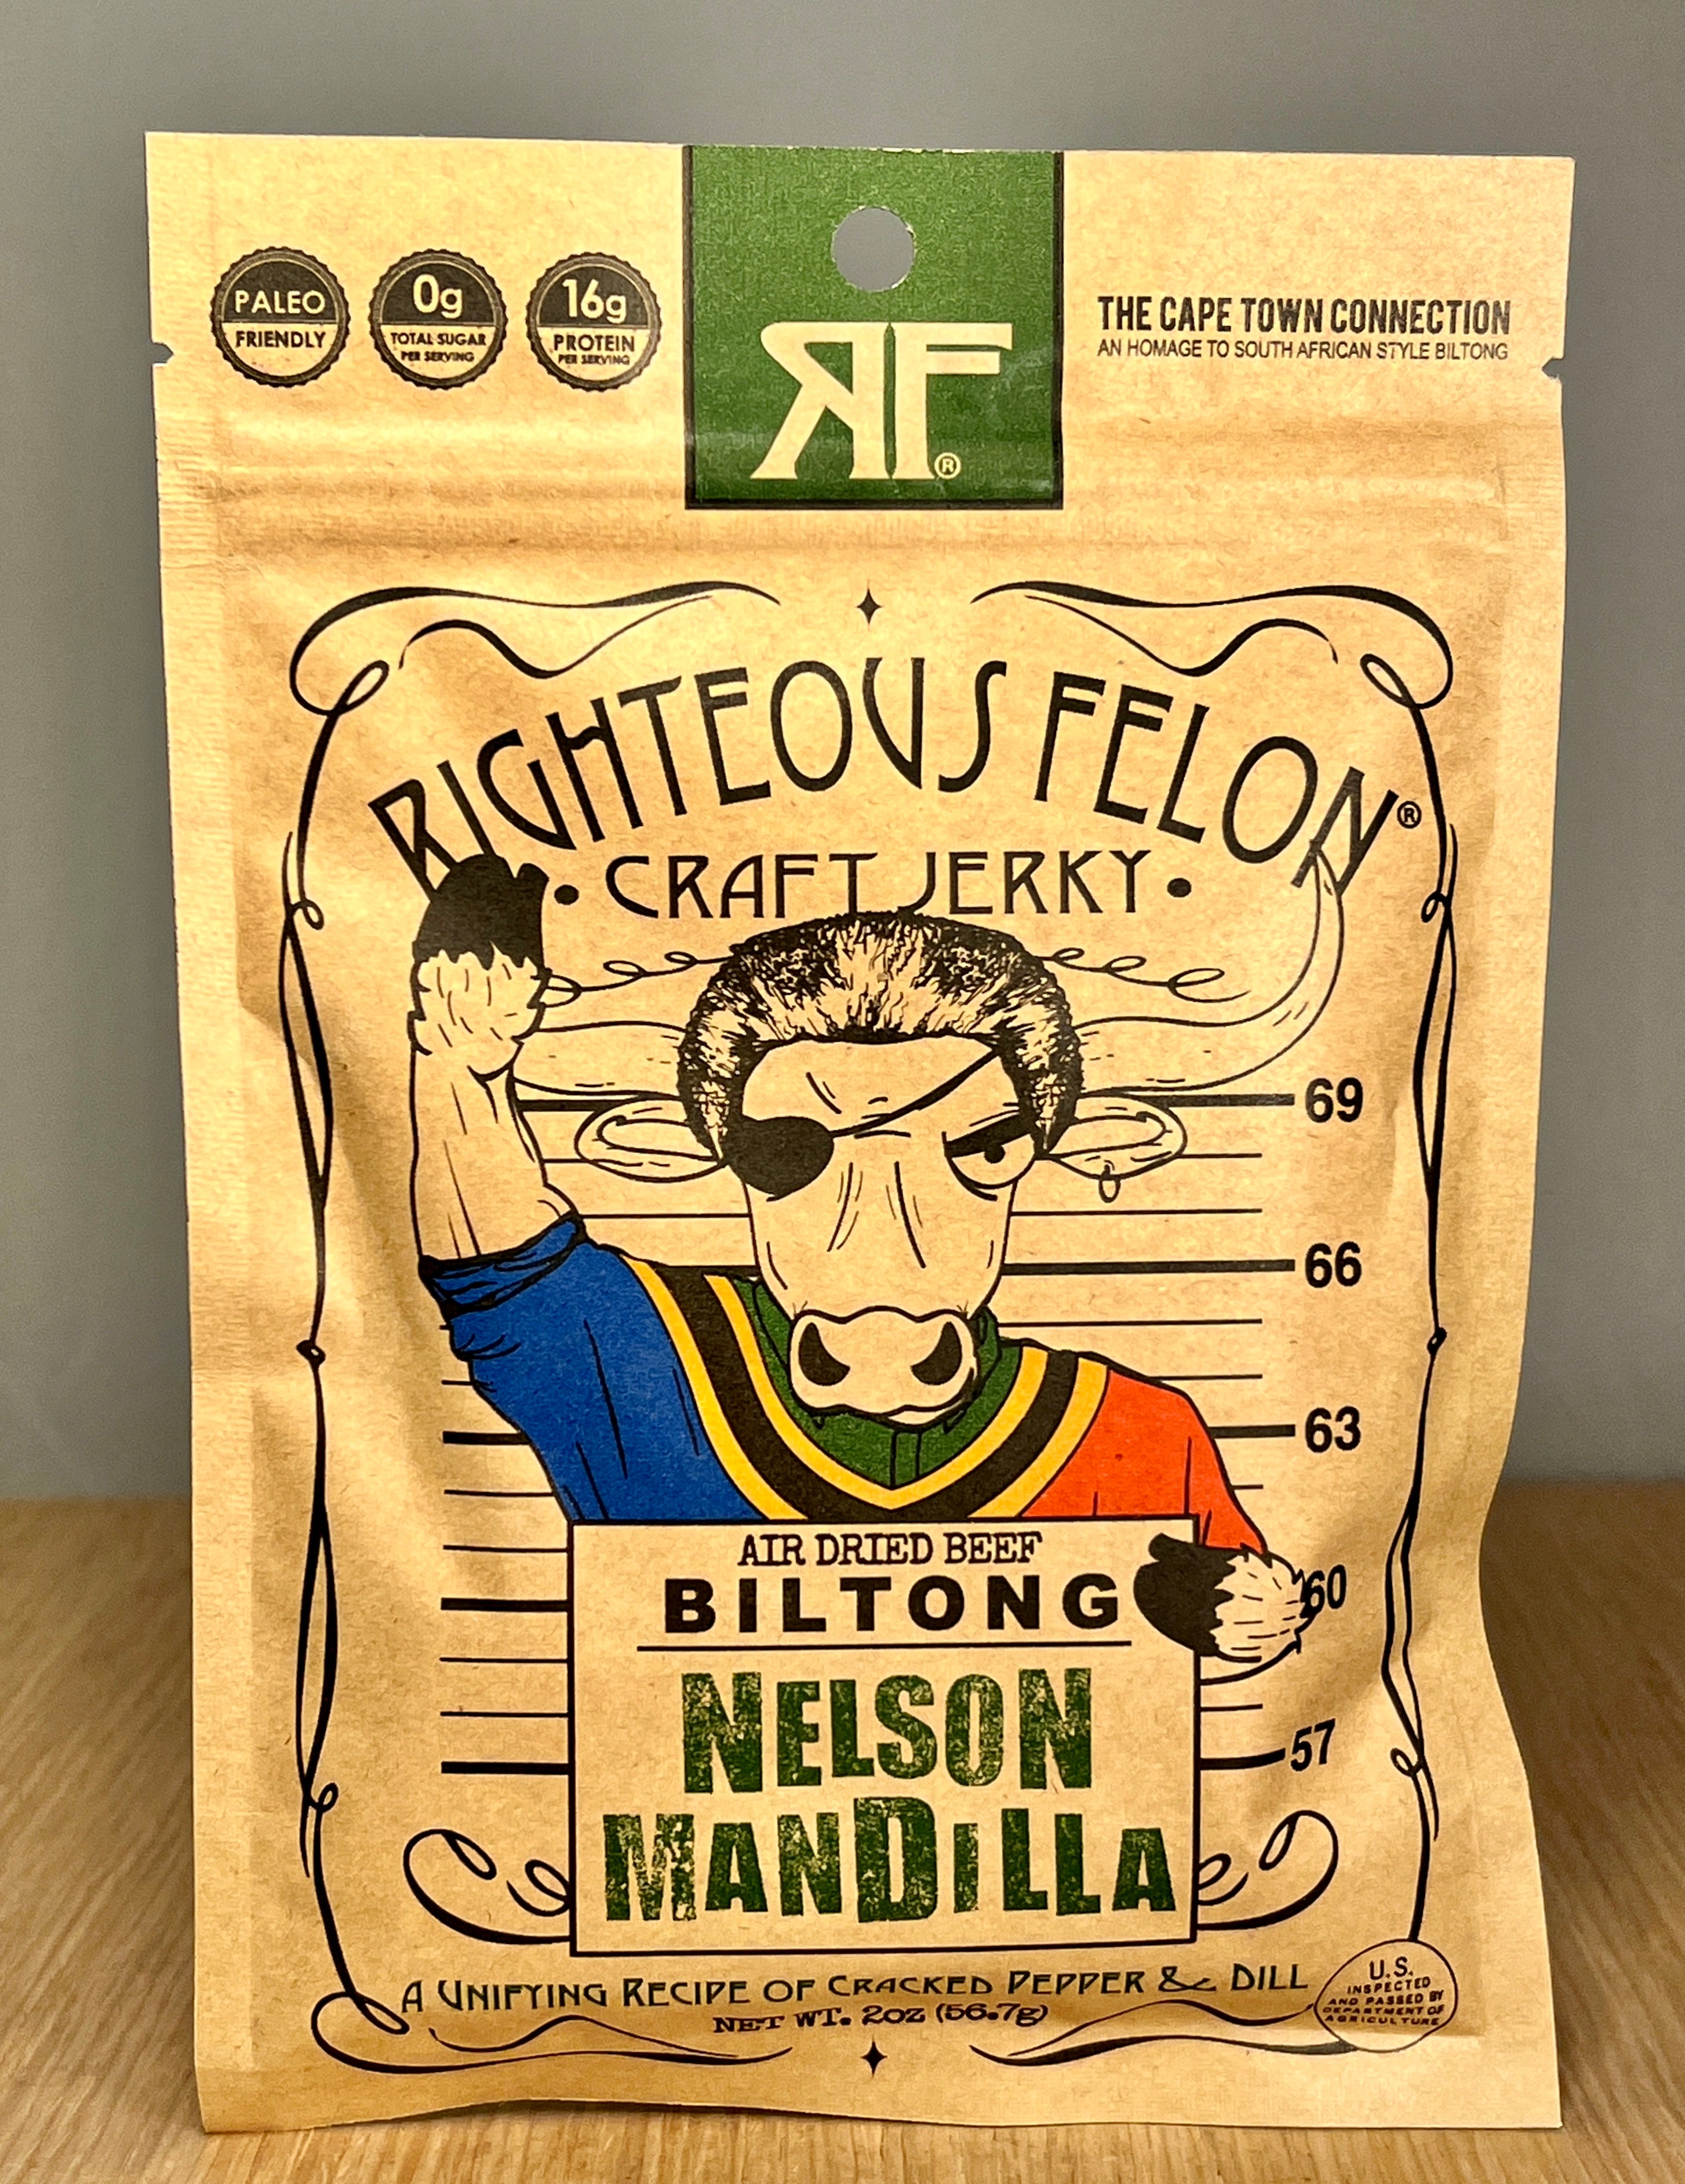 PALEO
FRIENDLY
0g
TOTAL SUGAR
PER SERVING
16g
PROTEIN
PER SERVING
RF®
THE CAPE TOWN CONNECTION
AN HOMAGE TO SOUTH AFRICAN STYLE BILTONG
RIGHTEOUS FELON®
• CRAFT JERKY •
69
66
63
60
57
AIR DRIED BEEF
BILTONG
NELSON
MANDiLLA
A UNIFYING RECIPE OF CRACKED PEPPER & DILL
NET WT. 2OZ (56.7g)
U.S.
INSPECTED
AND PASSED BY
DEPARTMENT OF
AGRICULTURE